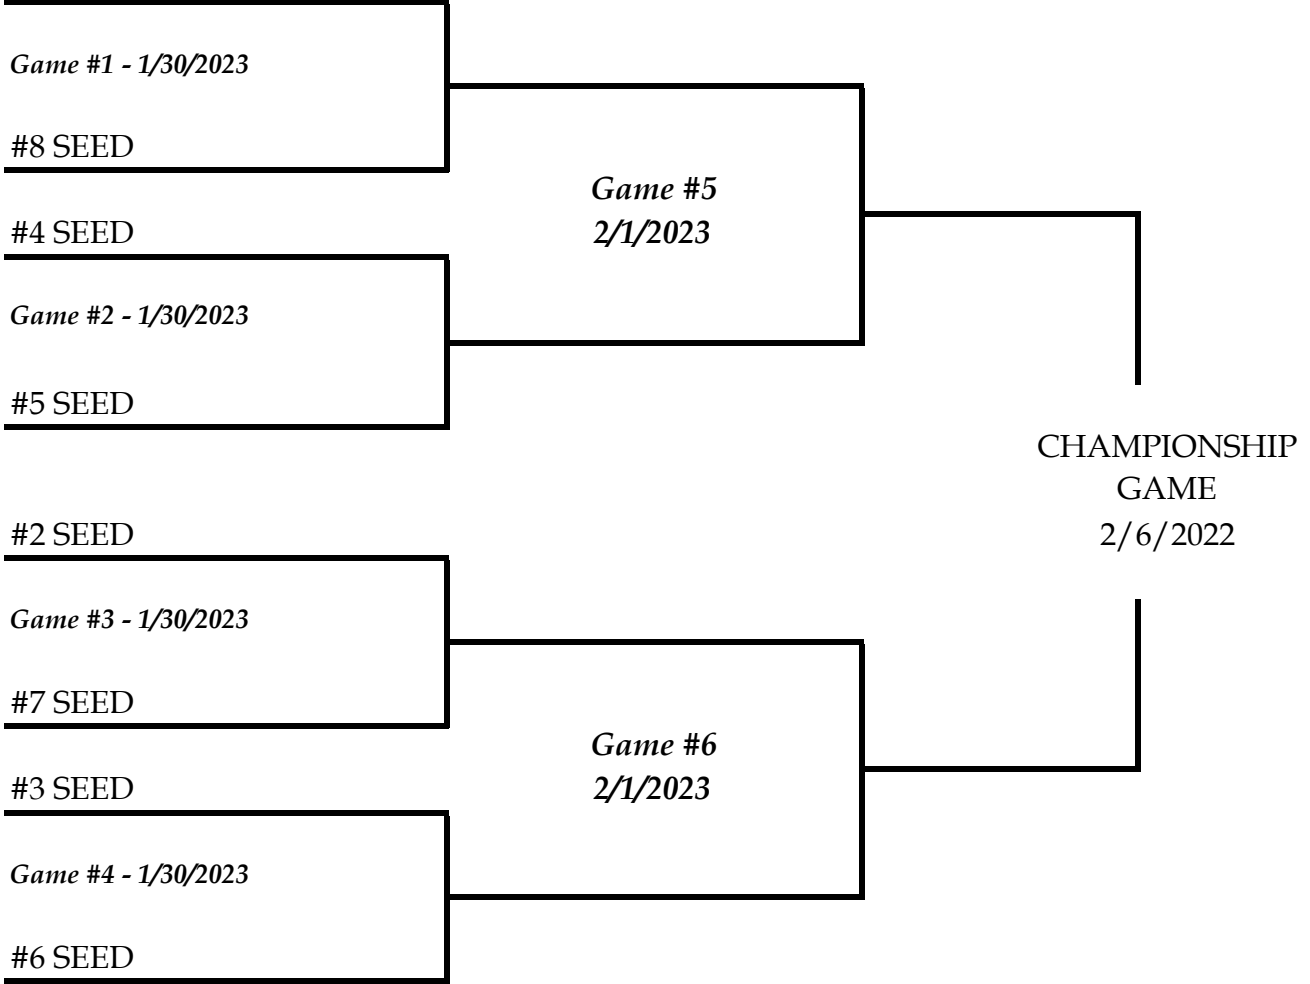 Game #1 - 1/30/2023
#8 SEED
#4 SEED
Game #2 - 1/30/2023
#5 SEED
Game #5
2/1/2023
#2 SEED
Game #3 - 1/30/2023
#7 SEED
#3 SEED
Game #4 - 1/30/2023
#6 SEED
Game #6
2/1/2023
CHAMPIONSHIP
GAME
2/6/2022